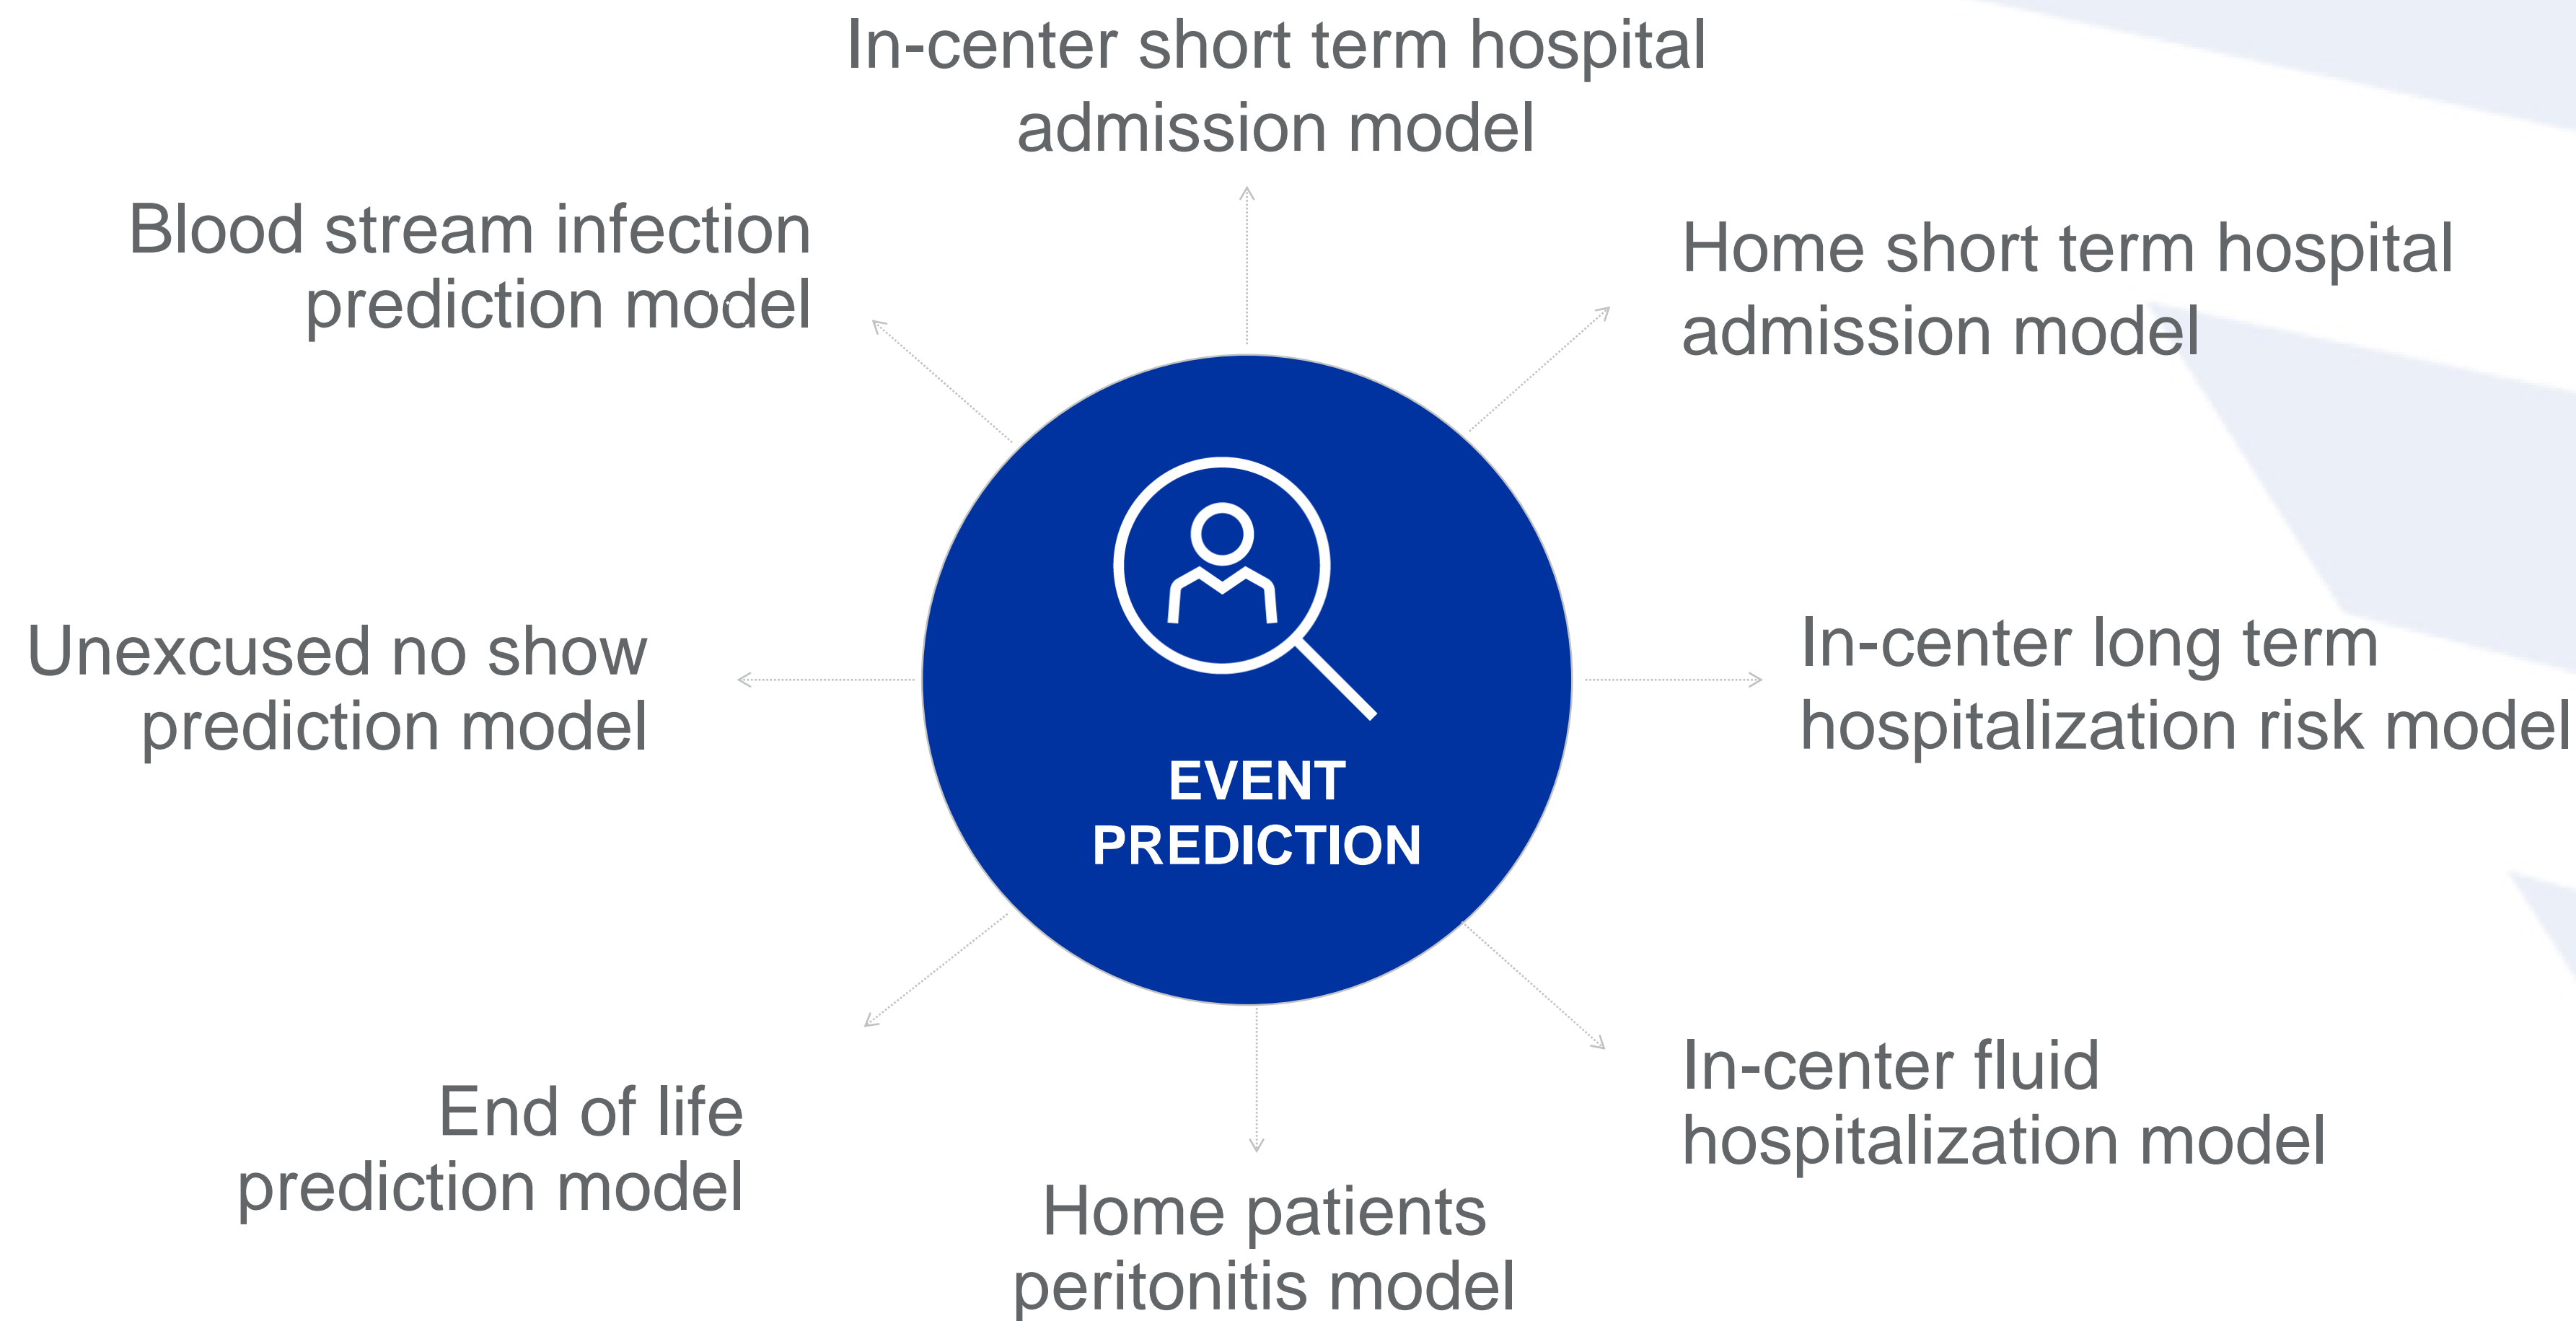 In-center short term hospital
admission model
Blood stream infection
prediction model
Home short term hospital
admission model
Unexcused no show
prediction model
EVENT
PREDICTION
In-center long term
hospitalization risk model
End of life
prediction model
In-center fluid
hospitalization model
Home patients
peritonitis model